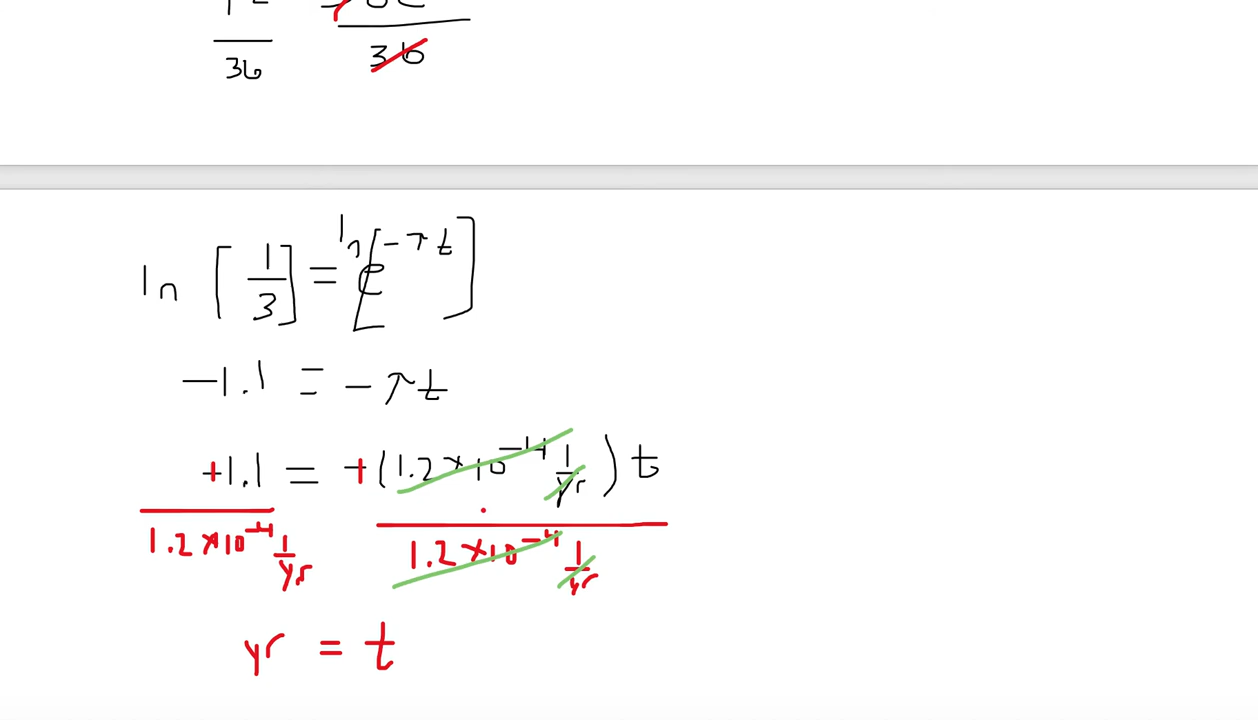 36 36
ln [ 1/3 ] = ln [ e^-λt ]
-1.1 = -λt
+1.1 = +(1.2×10^-4 1/yr)t
1.2×10^-4 1/yr 1.2×10^-4 1/yr
yr = t